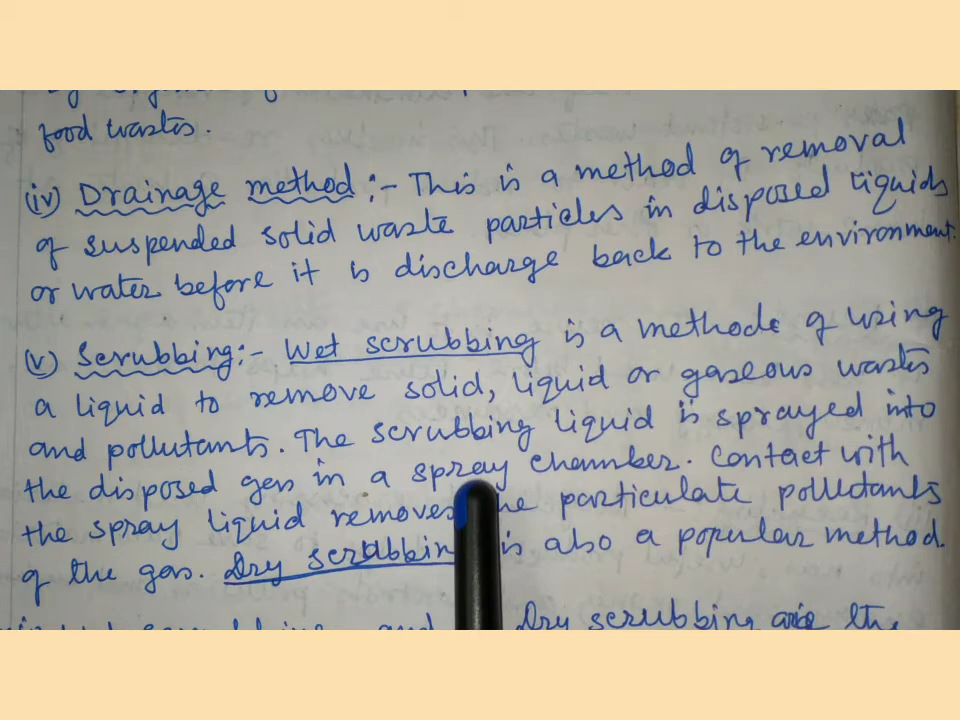 food wastes.
(iv) Drainage method :- This is a method of removal
of suspended solid waste particles in disposed liquids
or water before it is discharge back to the environment.
(v) Scrubbing:- Wet scrubbing is a method of using
a liquid to remove solid, liquid or gaseous wastes
and pollutants. The scrubbing liquid is sprayed into
the disposed gas in a spray chamber. Contact with
the spray liquid removes particulate pollutants
of the gas. Dry is also a popular method.
and Dry scrubbing are the